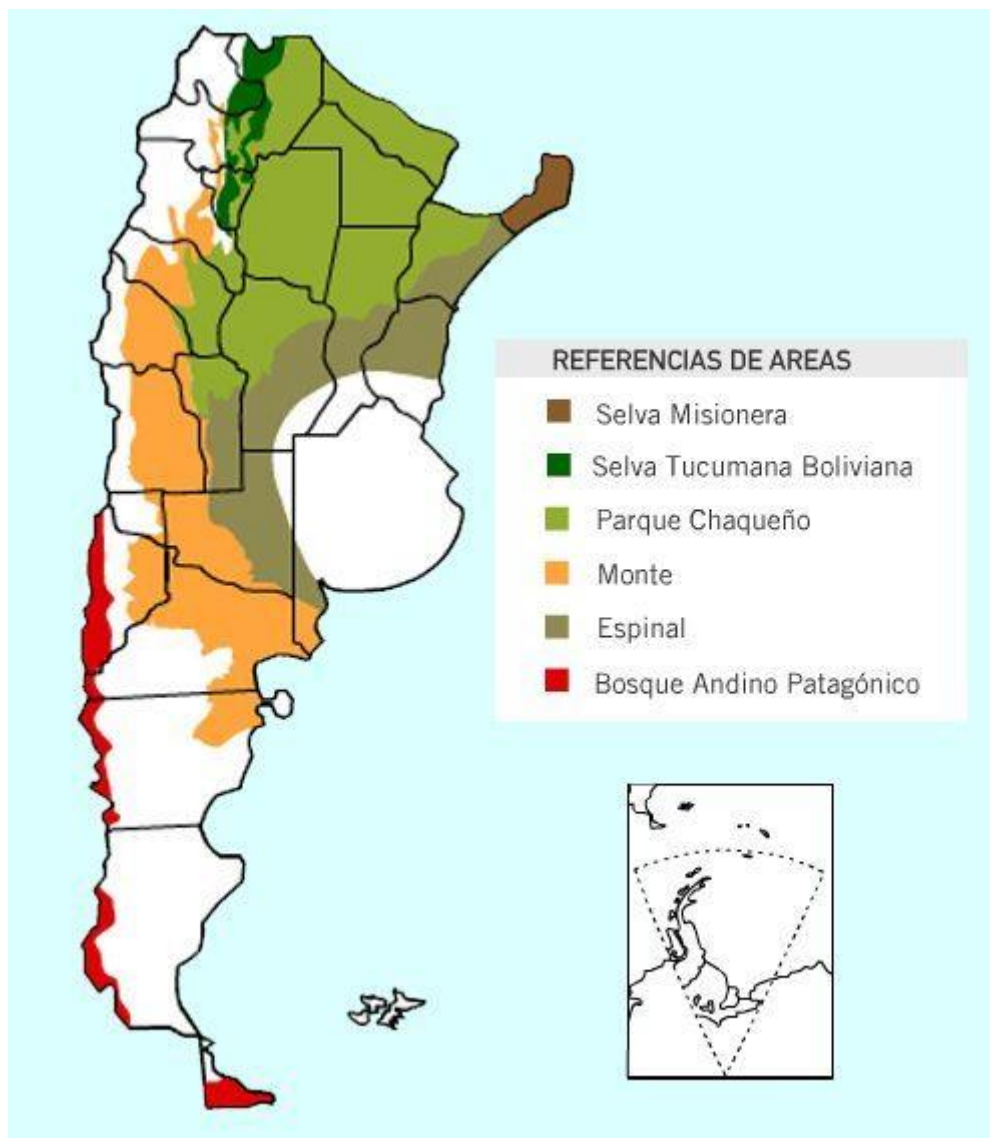 REFERENCIAS DE AREAS
Selva Misionera
Selva Tucumana Boliviana
Parque Chaqueño
Monte
Espinal
Bosque Andino Patagónico